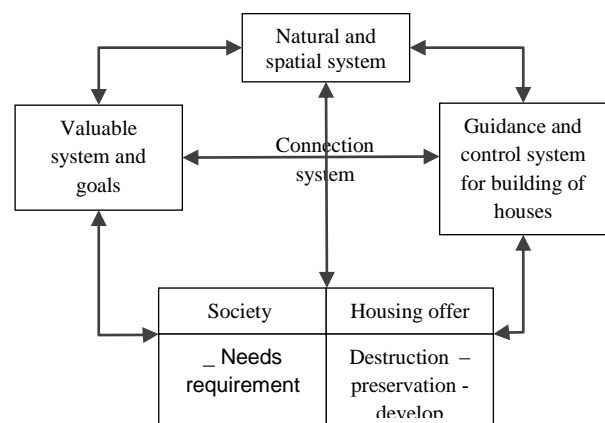 Natural and
spatial system
Valuable
system and
goals
Connection
system
Guidance and
control system
for building of
houses
Society
Housing offer
_ Needs
requirement
Destruction –
preservation -
develop